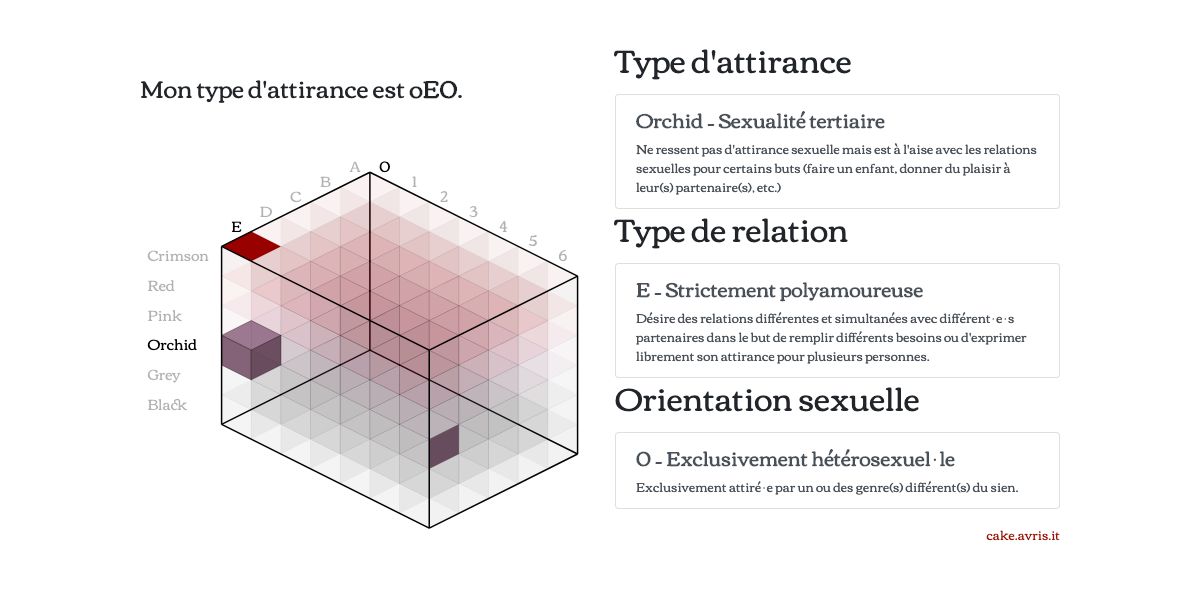 Mon type d'attirance est oEO.
A O
B 1
C 2
D 3
E 4
5
6
Crimson
Red
Pink
Orchid
Grey
Black
Type d'attirance
Orchid – Sexualité tertiaire
Ne ressent pas d'attirance sexuelle mais est à l'aise avec les relations
sexuelles pour certains buts (faire un enfant, donner du plaisir à
leur(s) partenaire(s), etc.)
Type de relation
E – Strictement polyamoureuse
Désire des relations différentes et simultanées avec différent·e·s
partenaires dans le but de remplir différents besoins ou d'exprimer
librement son attirance pour plusieurs personnes.
Orientation sexuelle
O – Exclusivement hétérosexuel·le
Exclusivement attiré·e par un ou des genre(s) différent(s) du sien.
cake.avris.it